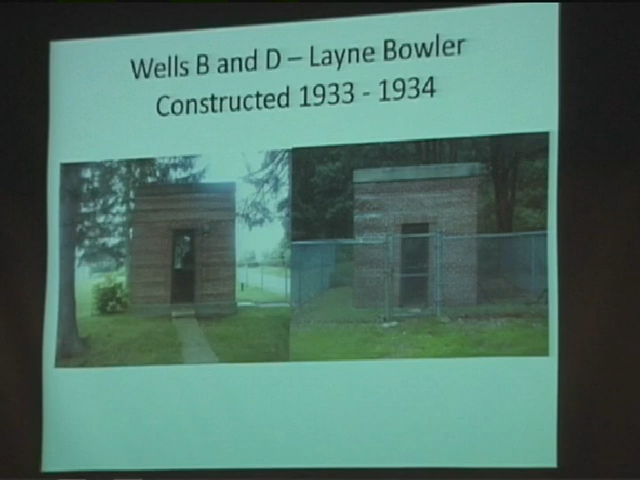 Wells B and D – Layne Bowler
Constructed 1933 - 1934